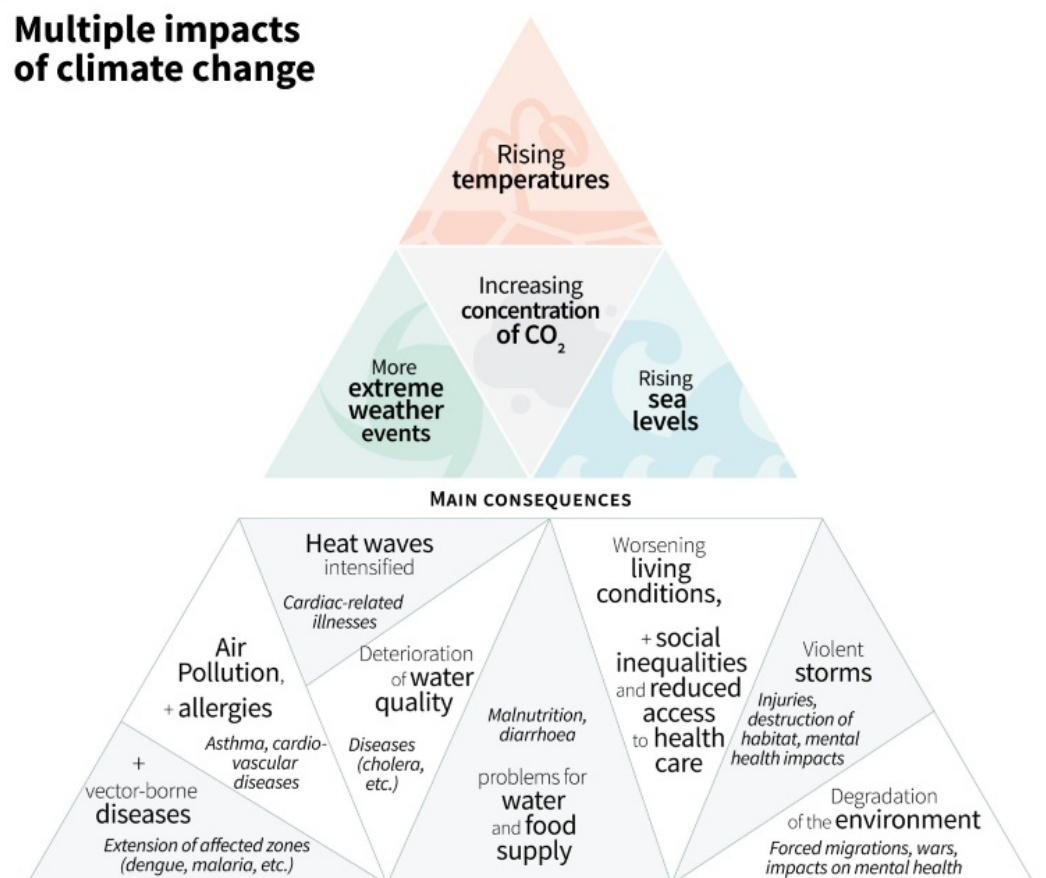 Multiple impacts
of climate change
Rising
temperatures
Increasing
concentration
of CO₂
More
extreme
weather
events
Rising
sea
levels
MAIN CONSEQUENCES
Heat waves
intensified
Cardiac-related
illnesses
Air
Pollution,
+ allergies
Asthma, cardio-
vascular
diseases
+
vector-borne
diseases
Extension of affected zones
(dengue, malaria, etc.)
Deterioration
of water
quality
Diseases
(cholera,
etc.)
Malnutrition,
diarrhoea
problems for
water
and food
supply
Worsening
living
conditions,
+ social
inequalities
and reduced
access
to health
care
Violent
storms
Injuries,
destruction of
habitat, mental
health impacts
Degradation
of the environment
Forced migrations, wars,
impacts on mental health